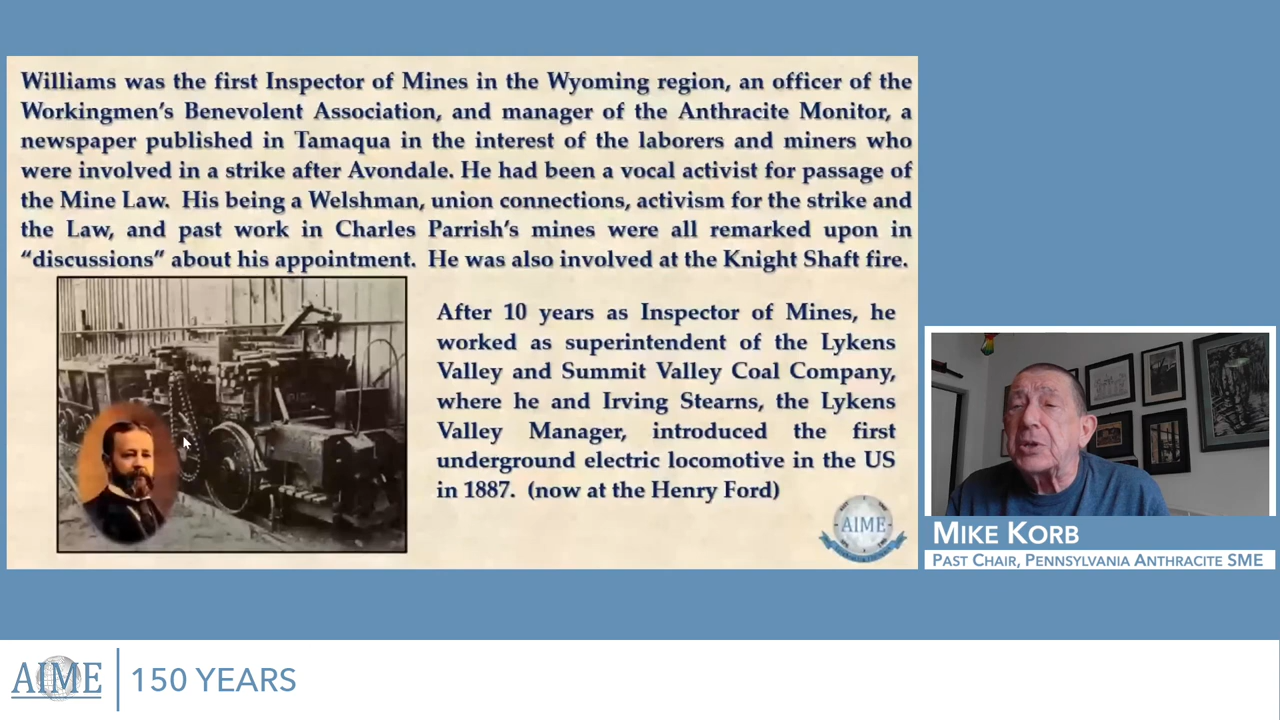 Williams was the first Inspector of Mines in the Wyoming region, an officer of the
Workingmen’s Benevolent Association, and manager of the Anthracite Monitor, a
newspaper published in Tamaqua in the interest of the laborers and miners who
were involved in a strike after Avondale. He had been a vocal activist for passage of
the Mine Law. His being a Welshman, union connections, activism for the strike and
the Law, and past work in Charles Parrish’s mines were all remarked upon in
“discussions” about his appointment. He was also involved at the Knight Shaft fire.
After 10 years as Inspector of Mines, he
worked as superintendent of the Lykens
Valley and Summit Valley Coal Company,
where he and Irving Stearns, the Lykens
Valley Manager, introduced the first
underground electric locomotive in the US
in 1887. (now at the Henry Ford)
AIME
MIKE KORB
PAST CHAIR, PENNSYLVANIA ANTHRACITE SME
AIME
150 YEARS